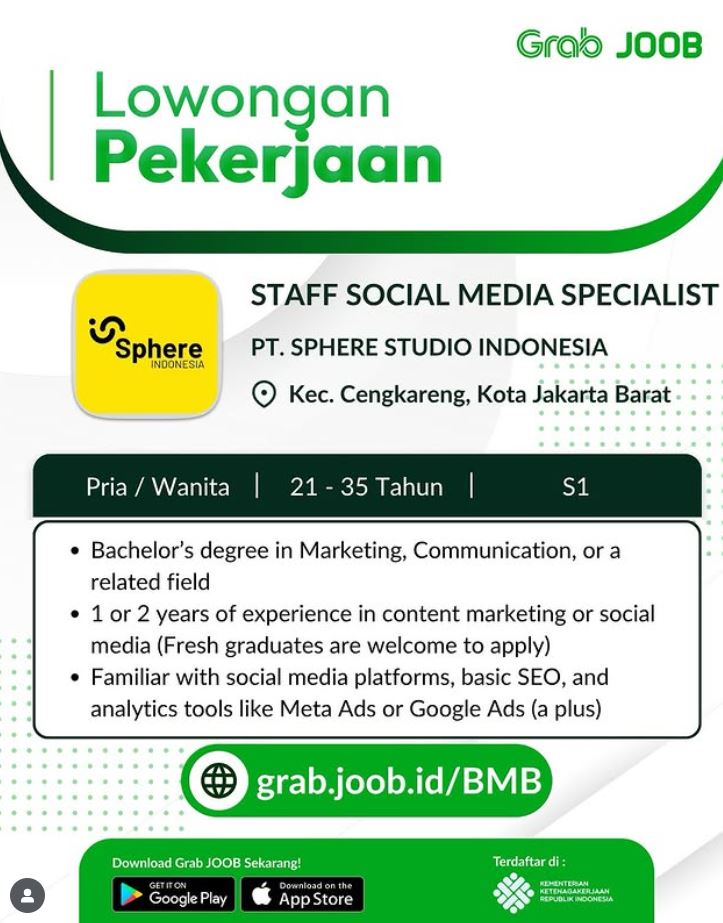 Grab JOOB
Lowongan
Pekerjaan
STAFF SOCIAL MEDIA SPECIALIST
Sphere
INDONESIA
PT. SPHERE STUDIO INDONESIA
Kec. Cengkareng, Kota Jakarta Barat
Pria / Wanita | 21 - 35 Tahun | S1
• Bachelor's degree in Marketing, Communication, or a
related field
• 1 or 2 years of experience in content marketing or social
media (Fresh graduates are welcome to apply)
• Familiar with social media platforms, basic SEO, and
analytics tools like Meta Ads or Google Ads (a plus)
grab.joob.id/BMB
Download Grab JOOB Sekarang!
GET IT ON
Google Play
Download on the
App Store
Terdaftar di :
KEMENTERIAN
KETENAGAKERJAAN
REPUBLIK INDONESIA